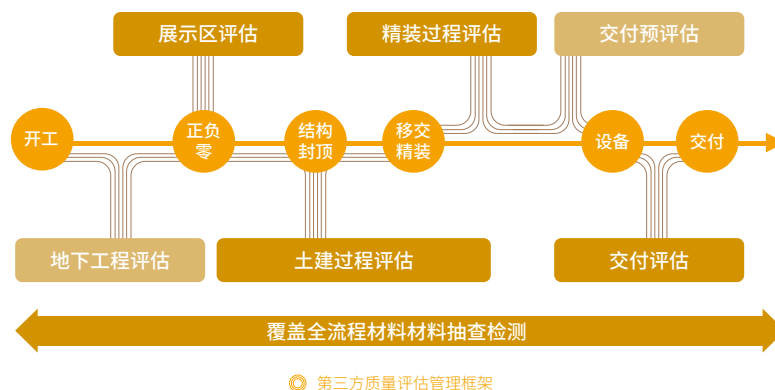 展示区评估
精装过程评估
交付预评估
开工
正负
零
结构
封顶
移交
精装
设备
交付
地下工程评估
土建过程评估
交付评估
覆盖全流程材料材料抽查检测
第三方质量评估管理框架